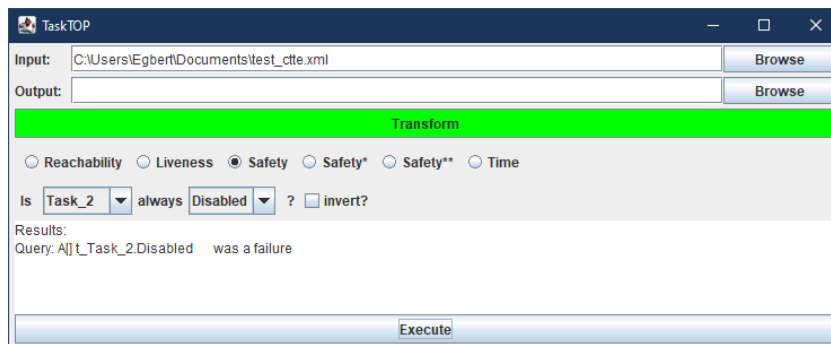 TaskTOP
Input: C:\Users\Egbert\Documents\test_ctte.xml Browse
Output: Browse
Transform
Reachability Liveness Safety Safety* Safety** Time
Is Task_2 always Disabled ? invert?
Results:
Query: A[] t_Task_2.Disabled was a failure
Execute